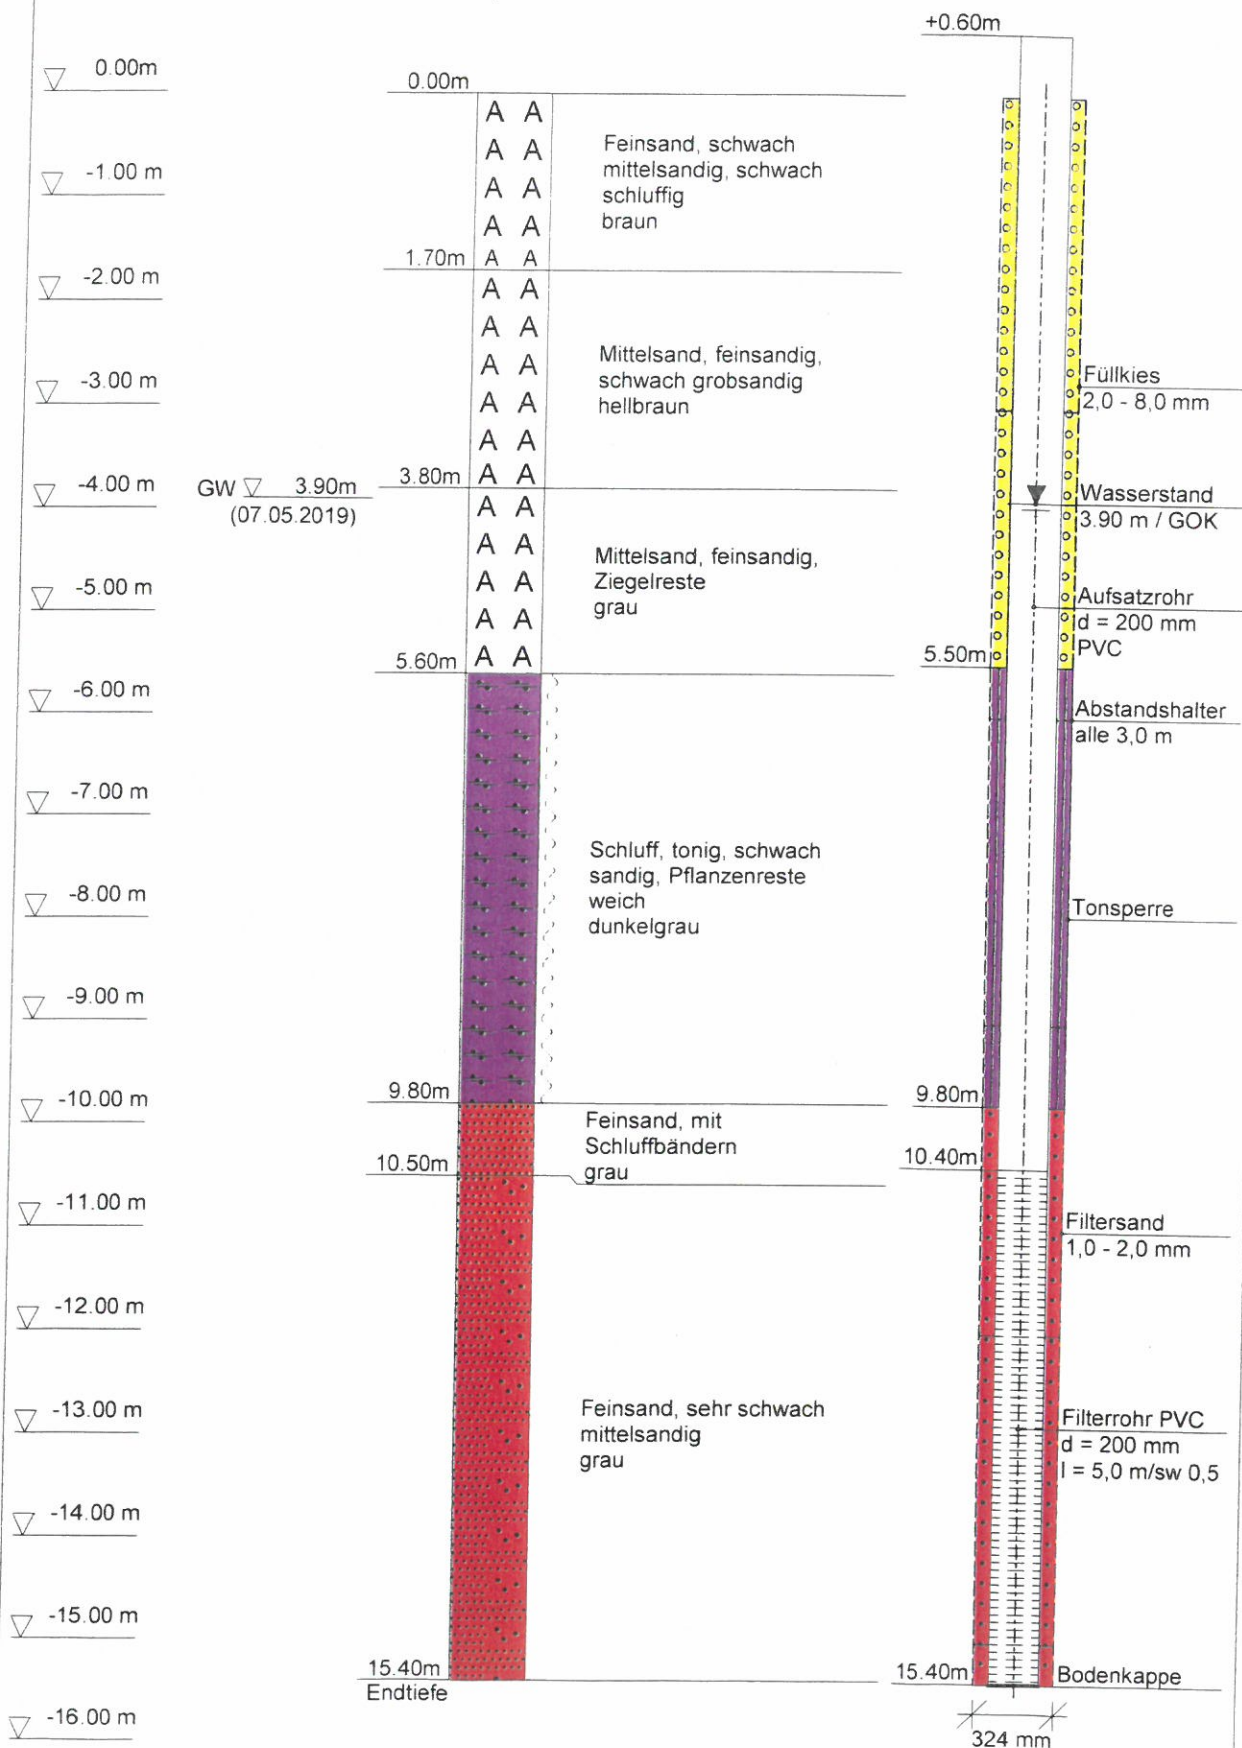 0.00m
-1.00 m
-2.00 m
-3.00 m
-4.00 m
-5.00 m
-6.00 m
-7.00 m
-8.00 m
-9.00 m
-10.00 m
-11.00 m
-12.00 m
-13.00 m
-14.00 m
-15.00 m
-16.00 m
GW 3.90m
(07.05.2019)
0.00m
A A
A A
A A
A A
A A
Feinsand, schwach
mittelsandig, schwach
schluffig
braun
1.70m
A A
A A
A A
A A
A A
A A
Mittelsand, feinsandig,
schwach grobsandig
hellbraun
3.80m
A A
A A
A A
A A
A A
Mittelsand, feinsandig,
Ziegelreste
grau
5.60m
Schluff, tonig, schwach
sandig, Pflanzenreste
weich
dunkelgrau
9.80m
Feinsand, mit
Schluffbändern
grau
10.50m
Feinsand, sehr schwach
mittelsandig
grau
15.40m
Endtiefe
+0.60m
Füllkies
2,0 - 8,0 mm
Wasserstand
3.90 m / GOK
Aufsatzrohr
d = 200 mm
PVC
5.50m
Abstandshalter
alle 3,0 m
Tonsperre
9.80m
10.40m
Filtersand
1,0 - 2,0 mm
Filterrohr PVC
d = 200 mm
l = 5,0 m/sw 0,5
15.40m
Bodenkappe
324 mm